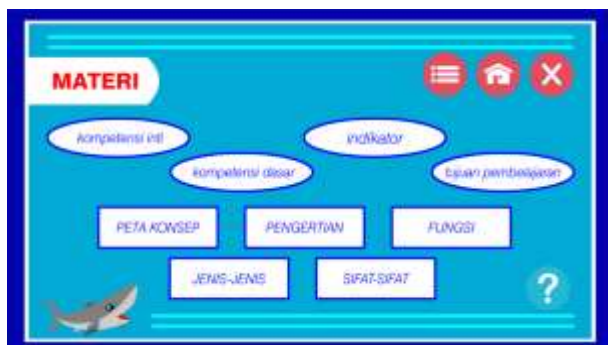 MATERI
kompetensi inti
indikator
kompetensi dasar
tujuan pembelajaran
PETA KONSEP
PENGERTIAN
FUNGSI
JENIS-JENIS
SIFAT-SIFAT
?